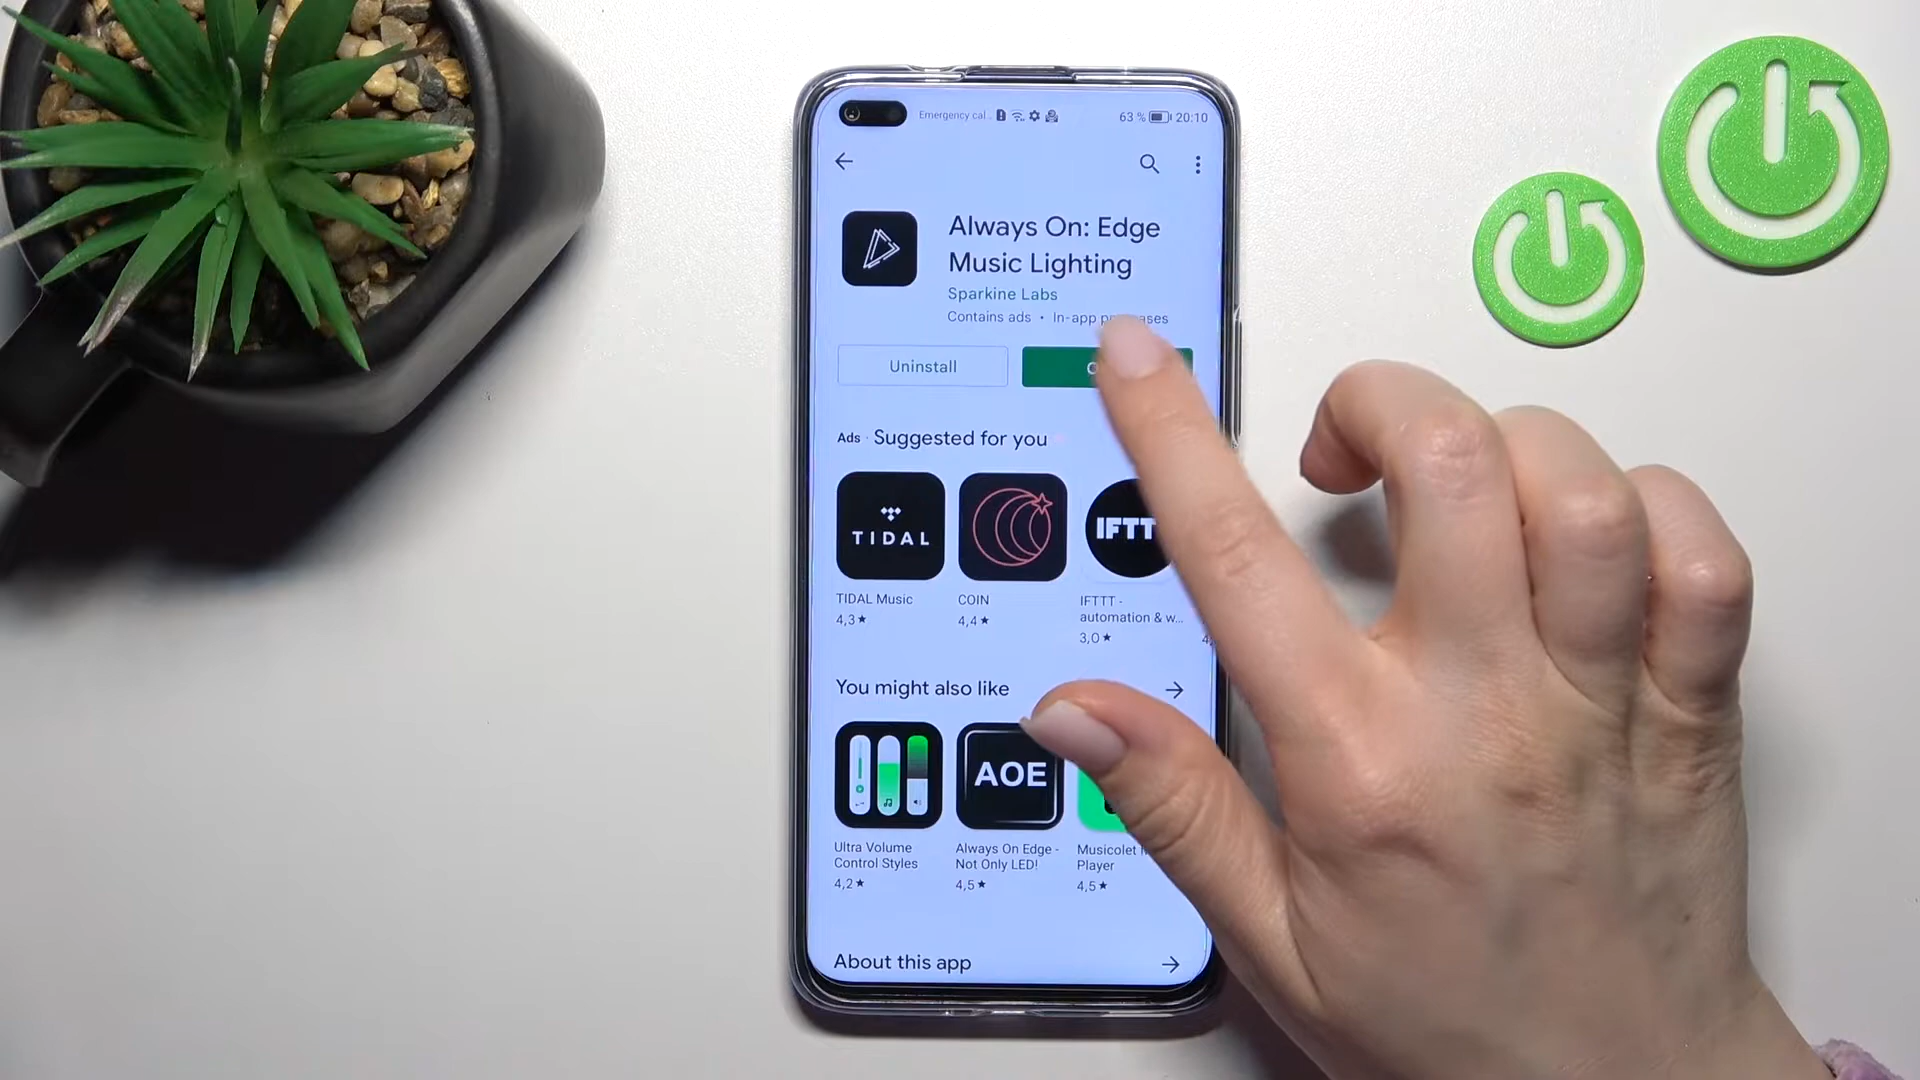 Emergency cal
63 % 20:10
Always On: Edge
Music Lighting
Sparkine Labs
Contains ads • In-app
Uninstall
Ads · Suggested for you
TIDAL
IFTT
TIDAL Music
COIN
IFTTT -
automation & w...
4,3★
4,4★
3,0★
You might also like
AOE
Ultra Volume
Control Styles
4,2★
Always On Edge -
Not Only LED!
4,5★
Musicolet
Player
4,5★
About this app